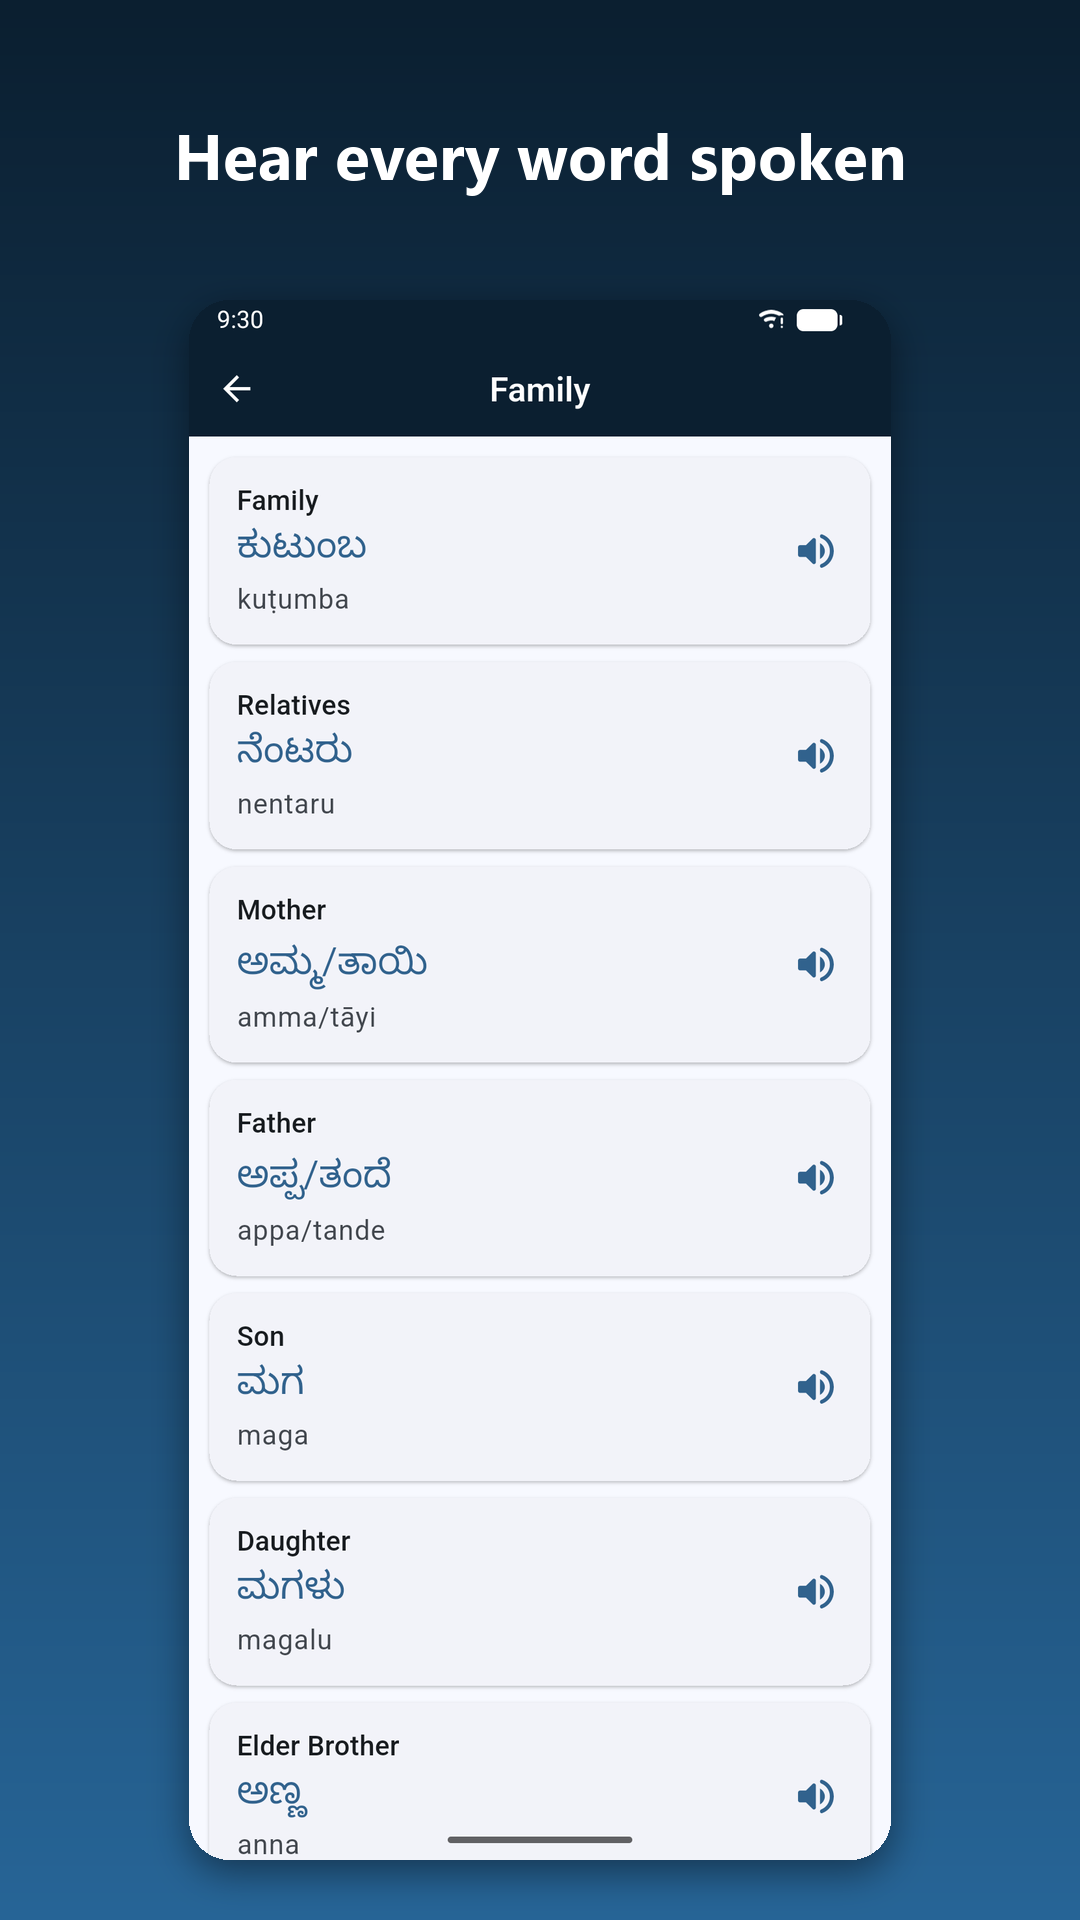 Hear every word spoken
9:30
Family
Family
ಕುಟುಂಬ
kuṭumba
Relatives
ನೆಂಟರು
nentaru
Mother
ಅಮ್ಮ/ತಾಯಿ
amma/tāyi
Father
ಅಪ್ಪ/ತಂದೆ
appa/tande
Son
ಮಗ
maga
Daughter
ಮಗಳು
magalu
Elder Brother
ಅಣ್ಣ
anna